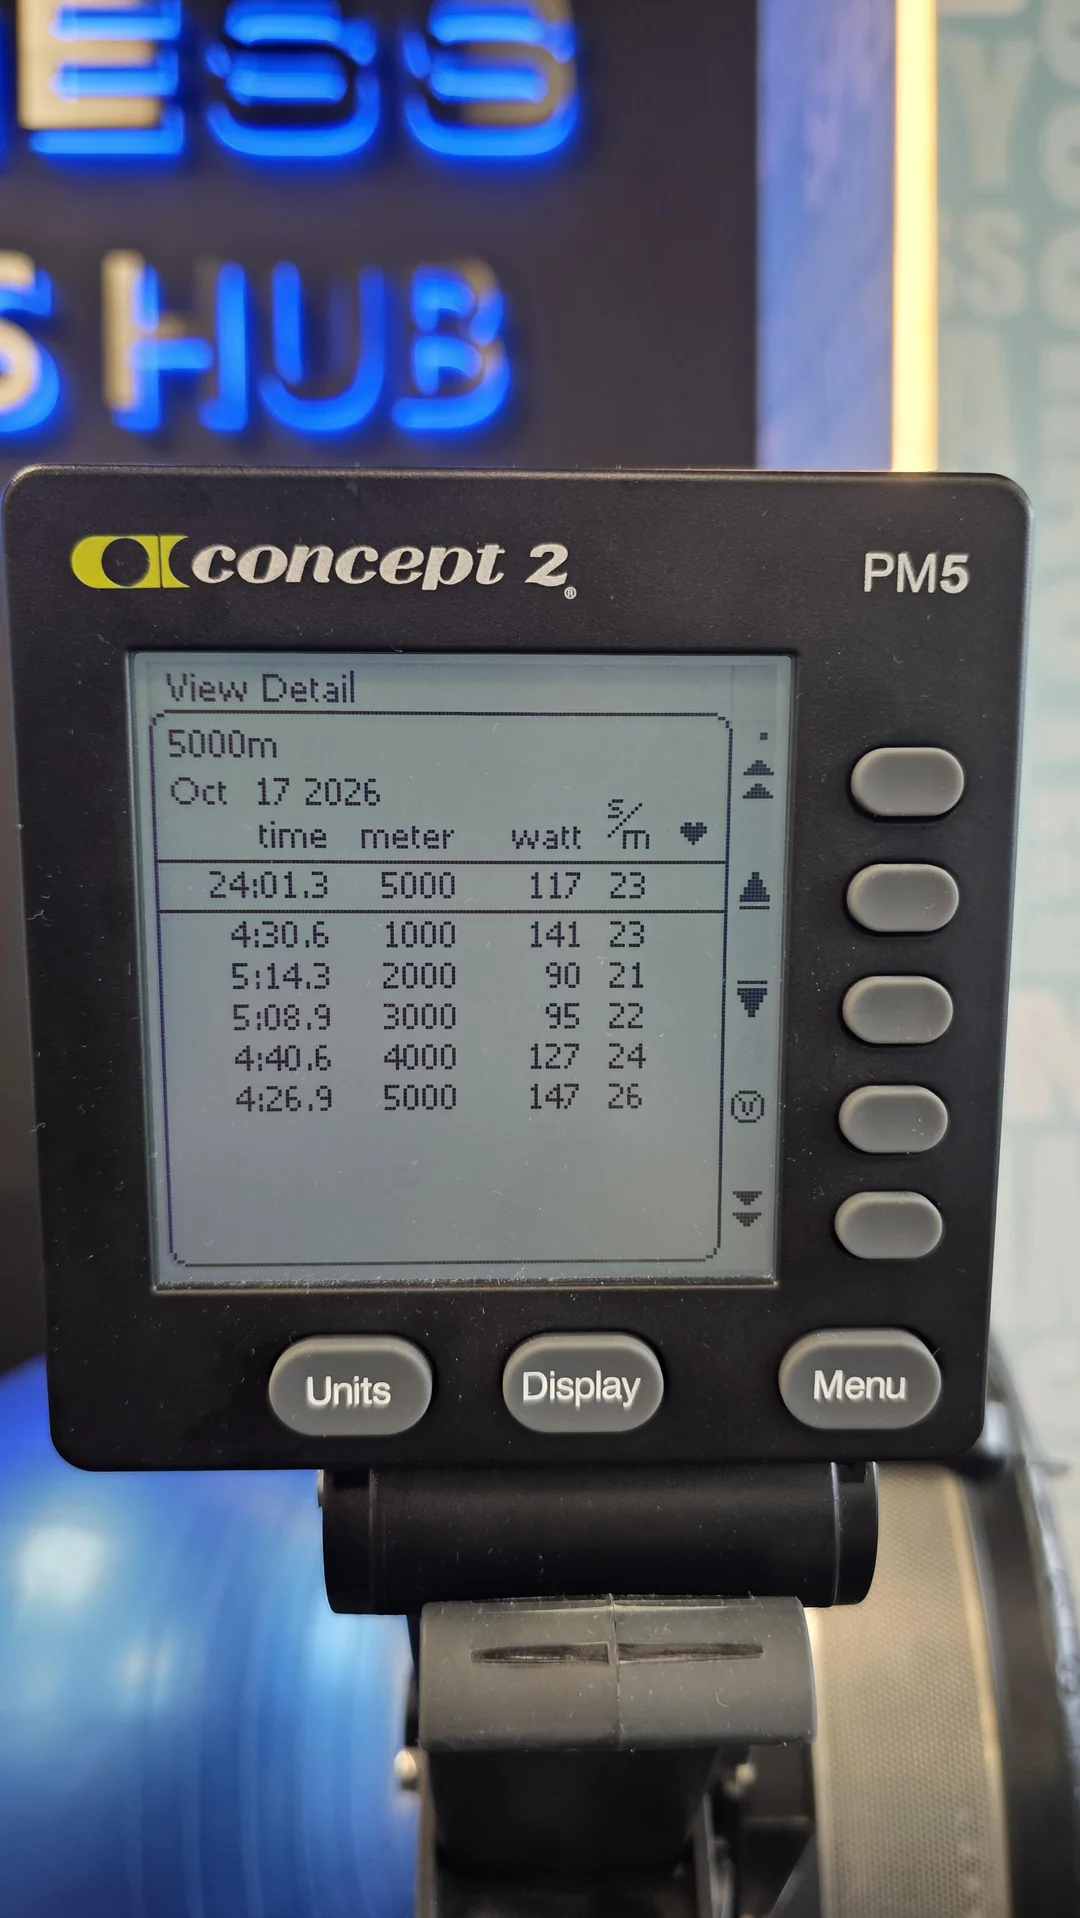 ESS
S HUB
concept 2®
PM5
View Detail
5000m
Oct 17 2026
time meter watt s/m
24:01.3 5000 117 23
4:30.6 1000 141 23
5:14.3 2000 90 21
5:08.9 3000 95 22
4:40.6 4000 127 24
4:26.9 5000 147 26
Units Display Menu